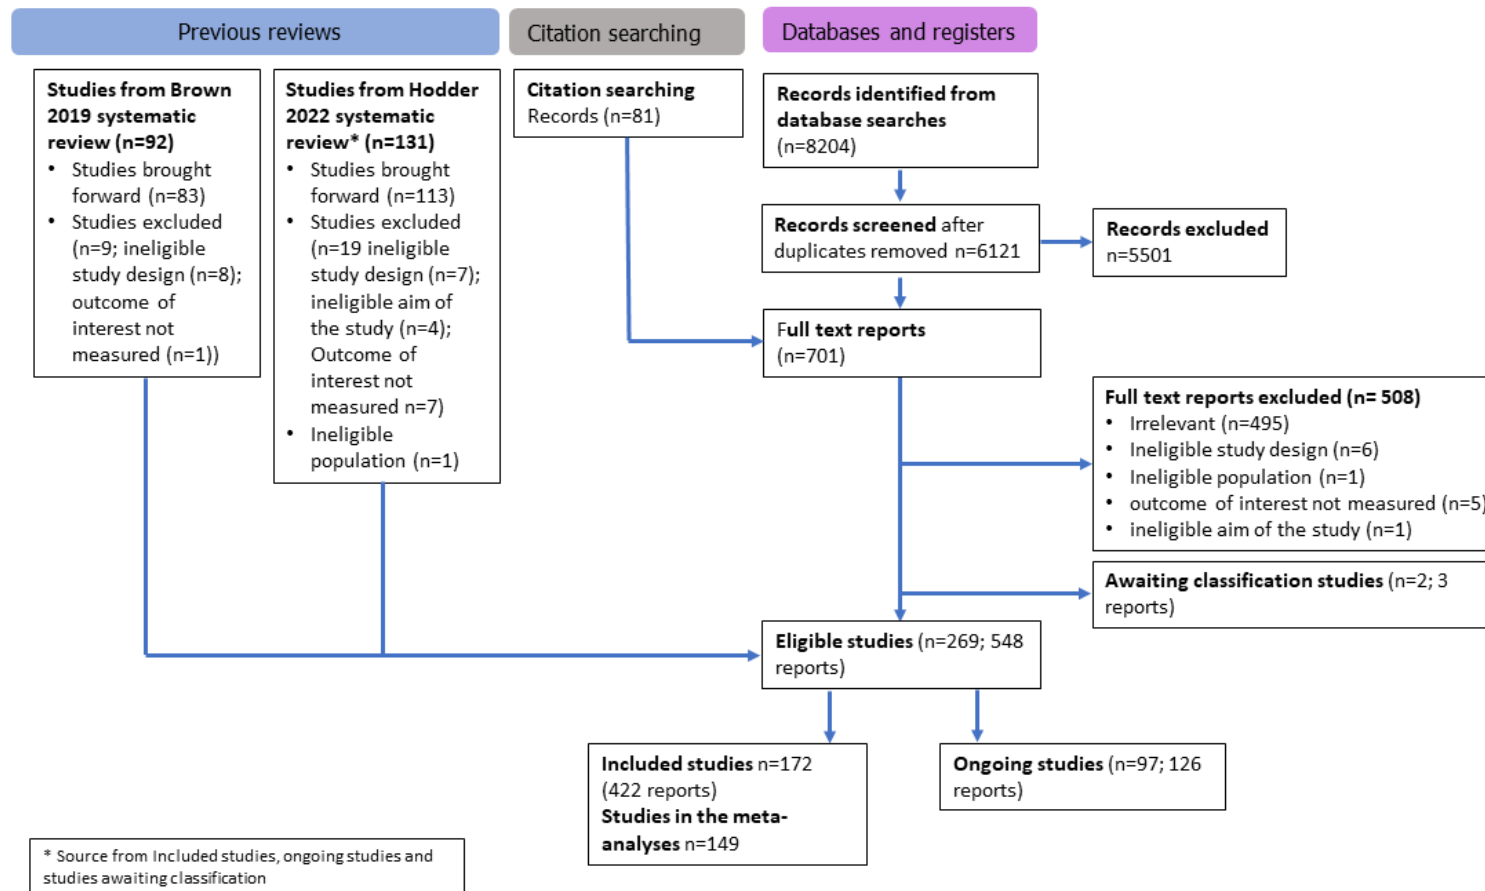 Previous reviews
Citation searching
Databases and registers
Studies from Brown
2019 systematic
review (n=92)
• Studies brought
forward (n=83)
• Studies excluded
(n=9; ineligible
study design (n=8);
outcome of
interest not
measured (n=1))
Studies from Hodder
2022 systematic
review* (n=131)
• Studies brought
forward (n=113)
• Studies excluded
(n=19 ineligible
study design (n=7);
ineligible aim of
the study (n=4);
Outcome of
interest not
measured n=7)
• Ineligible
population (n=1)
Citation searching
Records (n=81)
Records identified from
database searches
(n=8204)
Records screened after
duplicates removed n=6121
Records excluded
n=5501
Full text reports
(n=701)
Full text reports excluded (n= 508)
• Irrelevant (n=495)
• Ineligible study design (n=6)
• Ineligible population (n=1)
• outcome of interest not measured (n=5)
• ineligible aim of the study (n=1)
Awaiting classification studies (n=2; 3
reports)
Eligible studies (n=269; 548
reports)
Included studies n=172
(422 reports)
Studies in the meta-
analyses n=149
Ongoing studies (n=97; 126
reports)
* Source from Included studies, ongoing studies and
studies awaiting classification